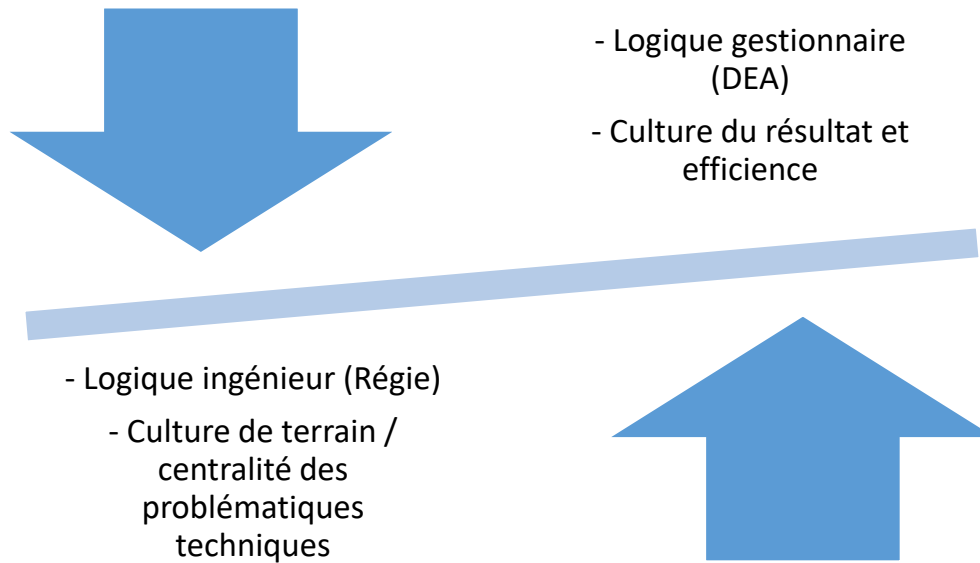 - Logique gestionnaire
(DEA)
- Culture du résultat et
efficience
- Logique ingénieur (Régie)
- Culture de terrain /
centralité des
problématiques
techniques